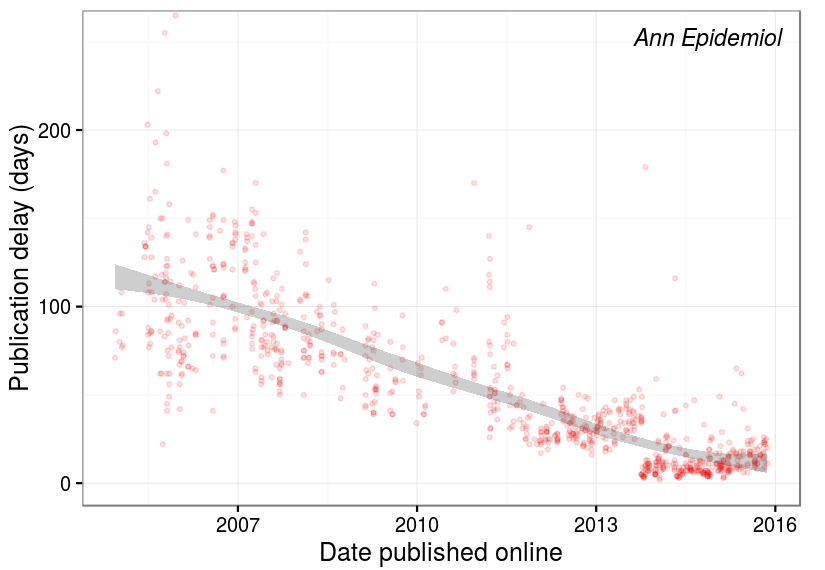 Ann Epidemiol
Publication delay (days)
200
100
0
2007
2010
2013
2016
Date published online